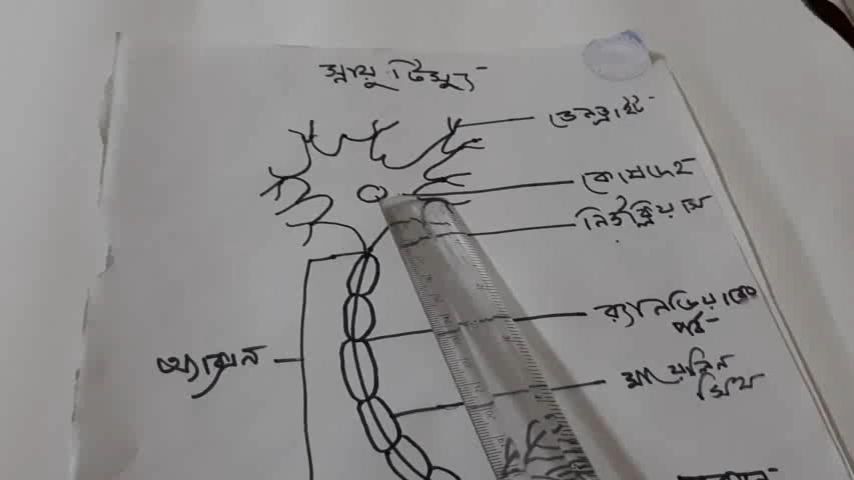 স্নায়ু টিস্যু
ডেনড্রাইট
কোষদেহ
নিউক্লিয়াস
র‍্যানভিয়ারের
পর্ব
অ্যাক্সন
মায়েলিন
সিথ